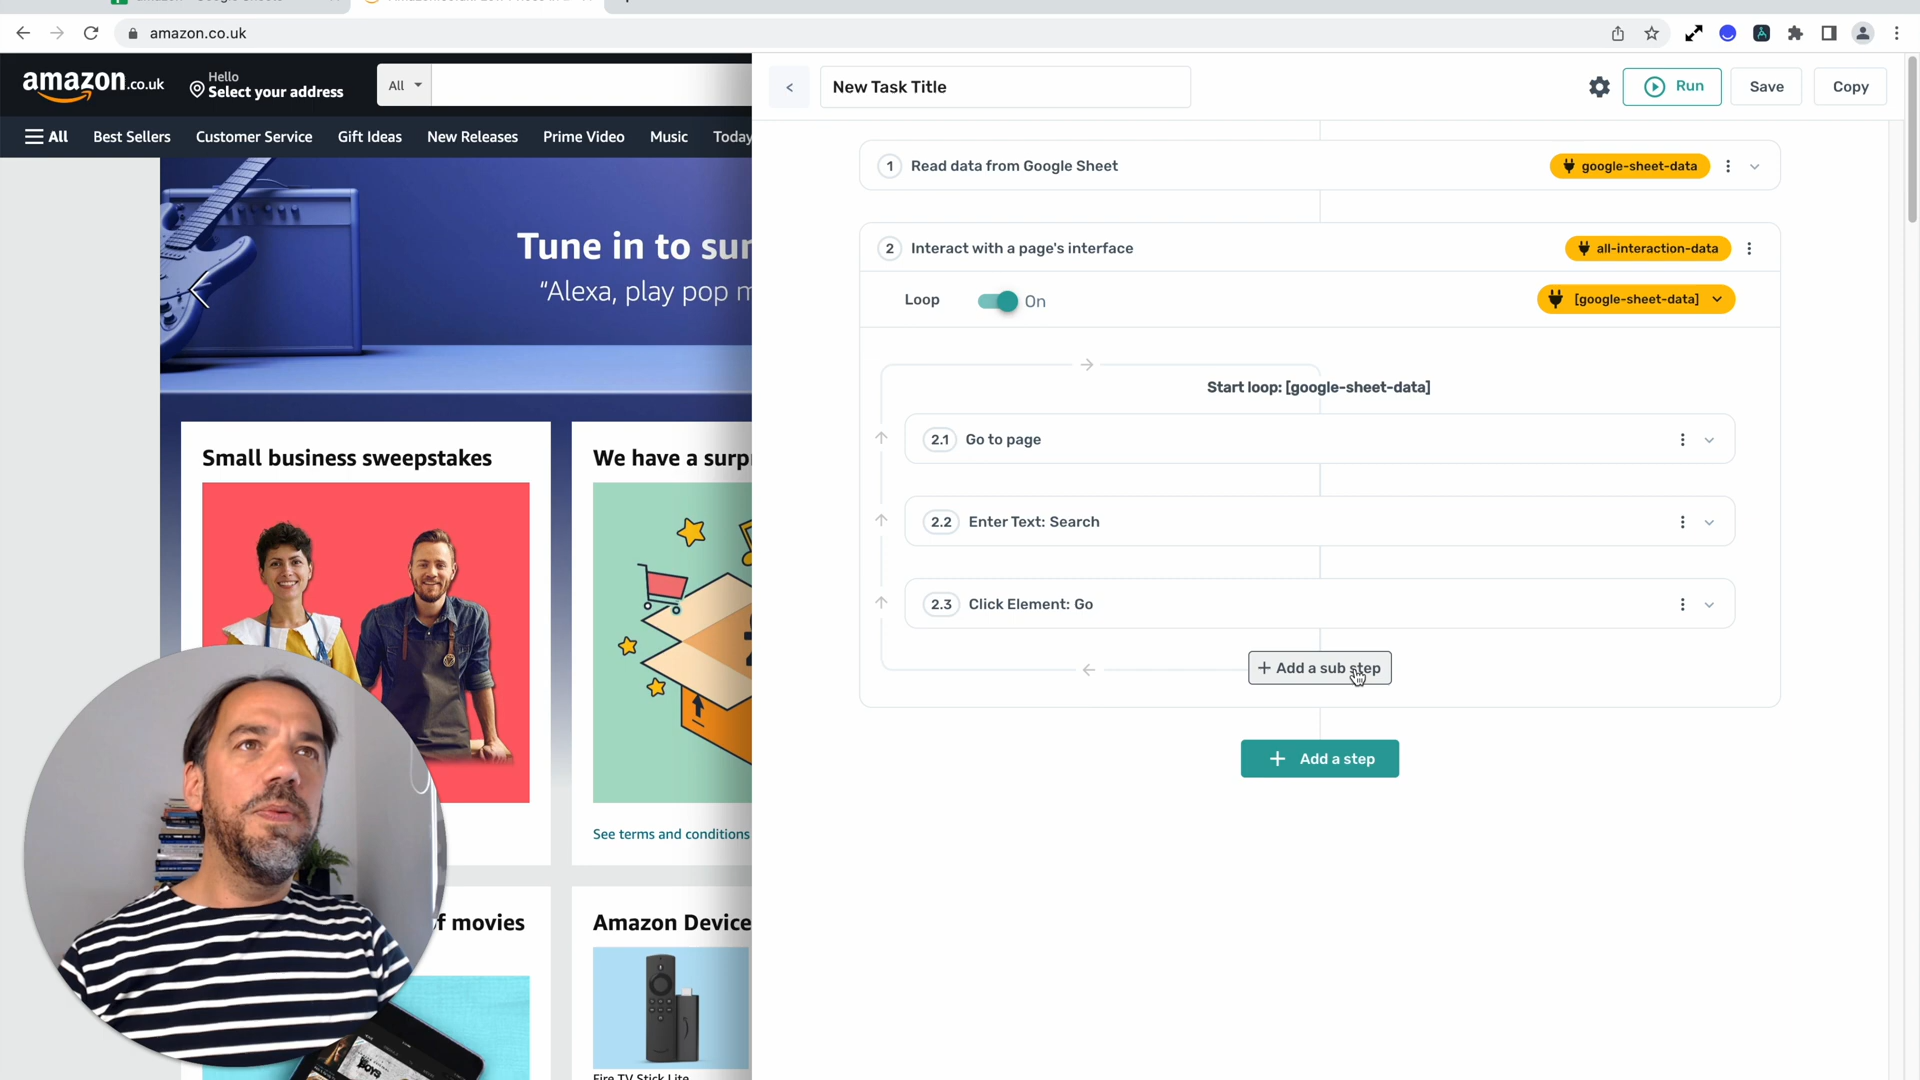 amazon.co.uk
amazon.co.uk
Hello
Select your address
All
All
Best Sellers
Customer Service
Gift Ideas
New Releases
Prime Video
Music
Today
Tune in to su
"Alexa, play pop m
Small business sweepstakes
We have a surp
See terms and conditions
f movies
Amazon Device
Fire TV Stick Lite
<
New Task Title
Run
Save
Copy
1 Read data from Google Sheet
google-sheet-data
2 Interact with a page's interface
all-interaction-data
Loop
On
[google-sheet-data]
Start loop: [google-sheet-data]
2.1 Go to page
2.2 Enter Text: Search
2.3 Click Element: Go
+ Add a sub step
+ Add a step